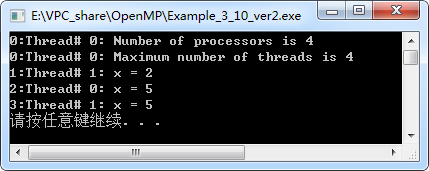 E:\VPC_share\OpenMP\Example_3_10_ver2.exe
0:Thread# 0: Number of processors is 4
0:Thread# 0: Maximum number of threads is 4
1:Thread# 1: x = 2
2:Thread# 0: x = 5
3:Thread# 1: x = 5
请按任意键继续. . .